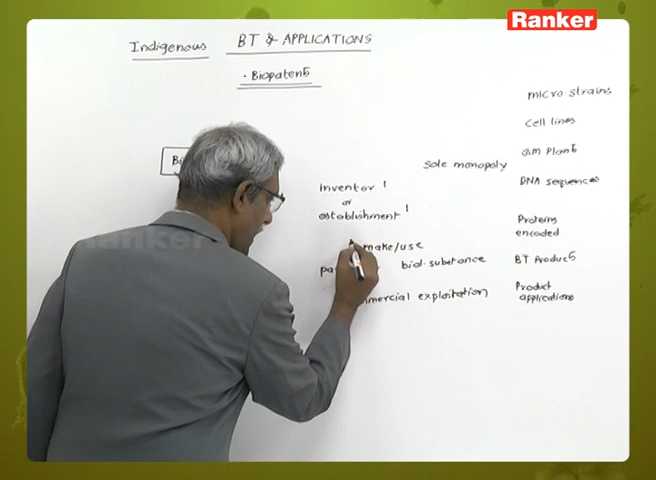 Ranker
Indigenous BT & APPLICATIONS
· Biopatents
micro strains
cell lines
GM Plants
Sole monopoly
DNA sequences
Inventor
or
establishment
Proteins
encoded
make/use
biol. substance
BT Products
commercial exploitation
Product
applications
Ranker